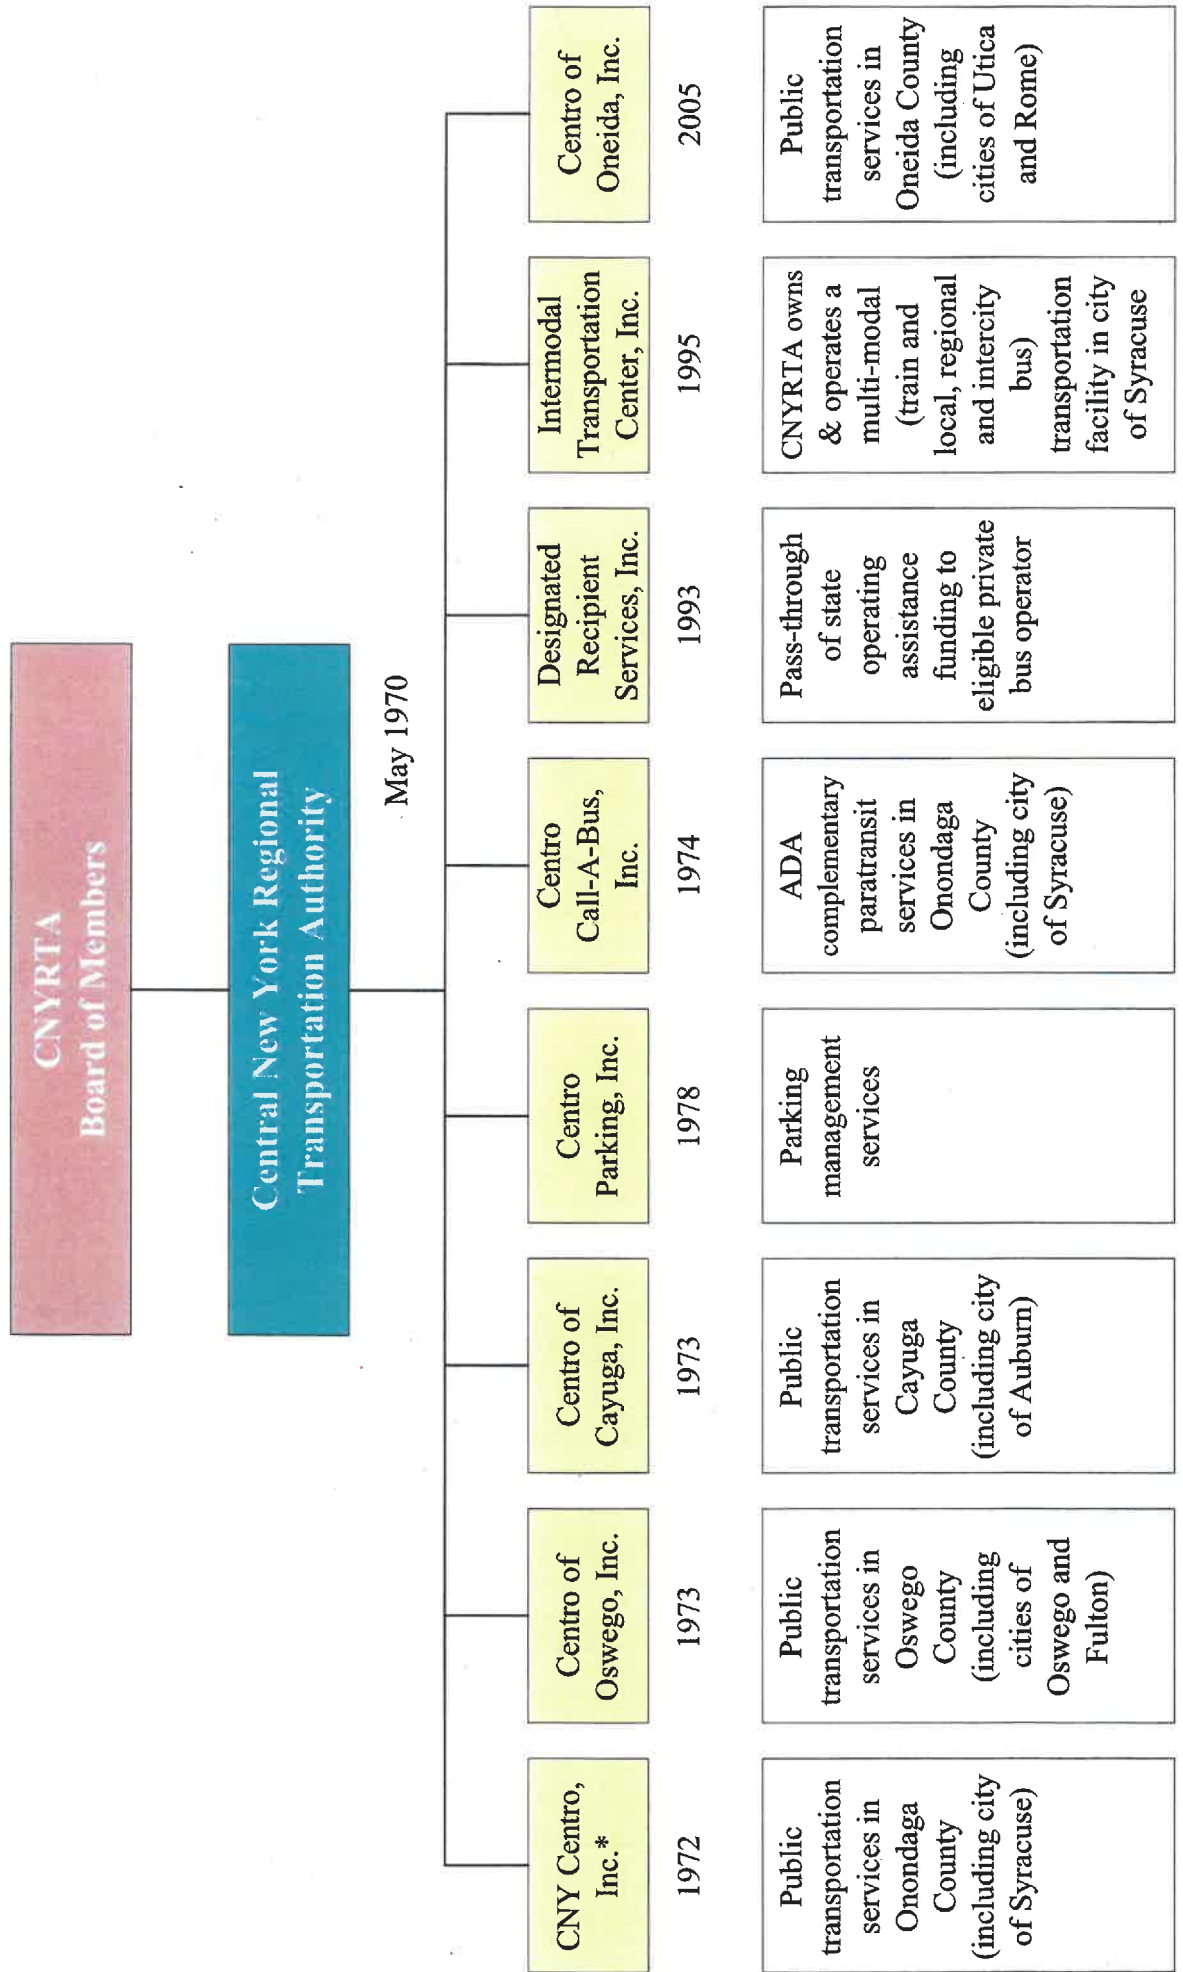 CNYRTA
Board of Members
Central New York Regional
Transportation Authority
May 1970
CNY Centro,
Inc.*
1972
Public
transportation
services in
Onondaga
County
(including city
of Syracuse)
Centro of
Oswego, Inc.
1973
Public
transportation
services in
Oswego
County
(including
cities of
Oswego and
Fulton)
Centro of
Cayuga, Inc.
1973
Public
transportation
services in
Cayuga
County
(including city
of Auburn)
Centro
Parking, Inc.
1978
Parking
management
services
Centro
Call-A-Bus,
Inc.
1974
ADA
complementary
paratransit
services in
Onondaga
County
(including city
of Syracuse)
Designated
Recipient
Services, Inc.
1993
Pass-through
of state
operating
assistance
funding to
eligible private
bus operator
Intermodal
Transportation
Center, Inc.
1995
CNYRTA owns
& operates a
multi-modal
(train and
local, regional
and intercity
bus)
transportation
facility in city
of Syracuse
Centro of
Oneida, Inc.
2005
Public
transportation
services in
Oneida County
(including
cities of Utica
and Rome)